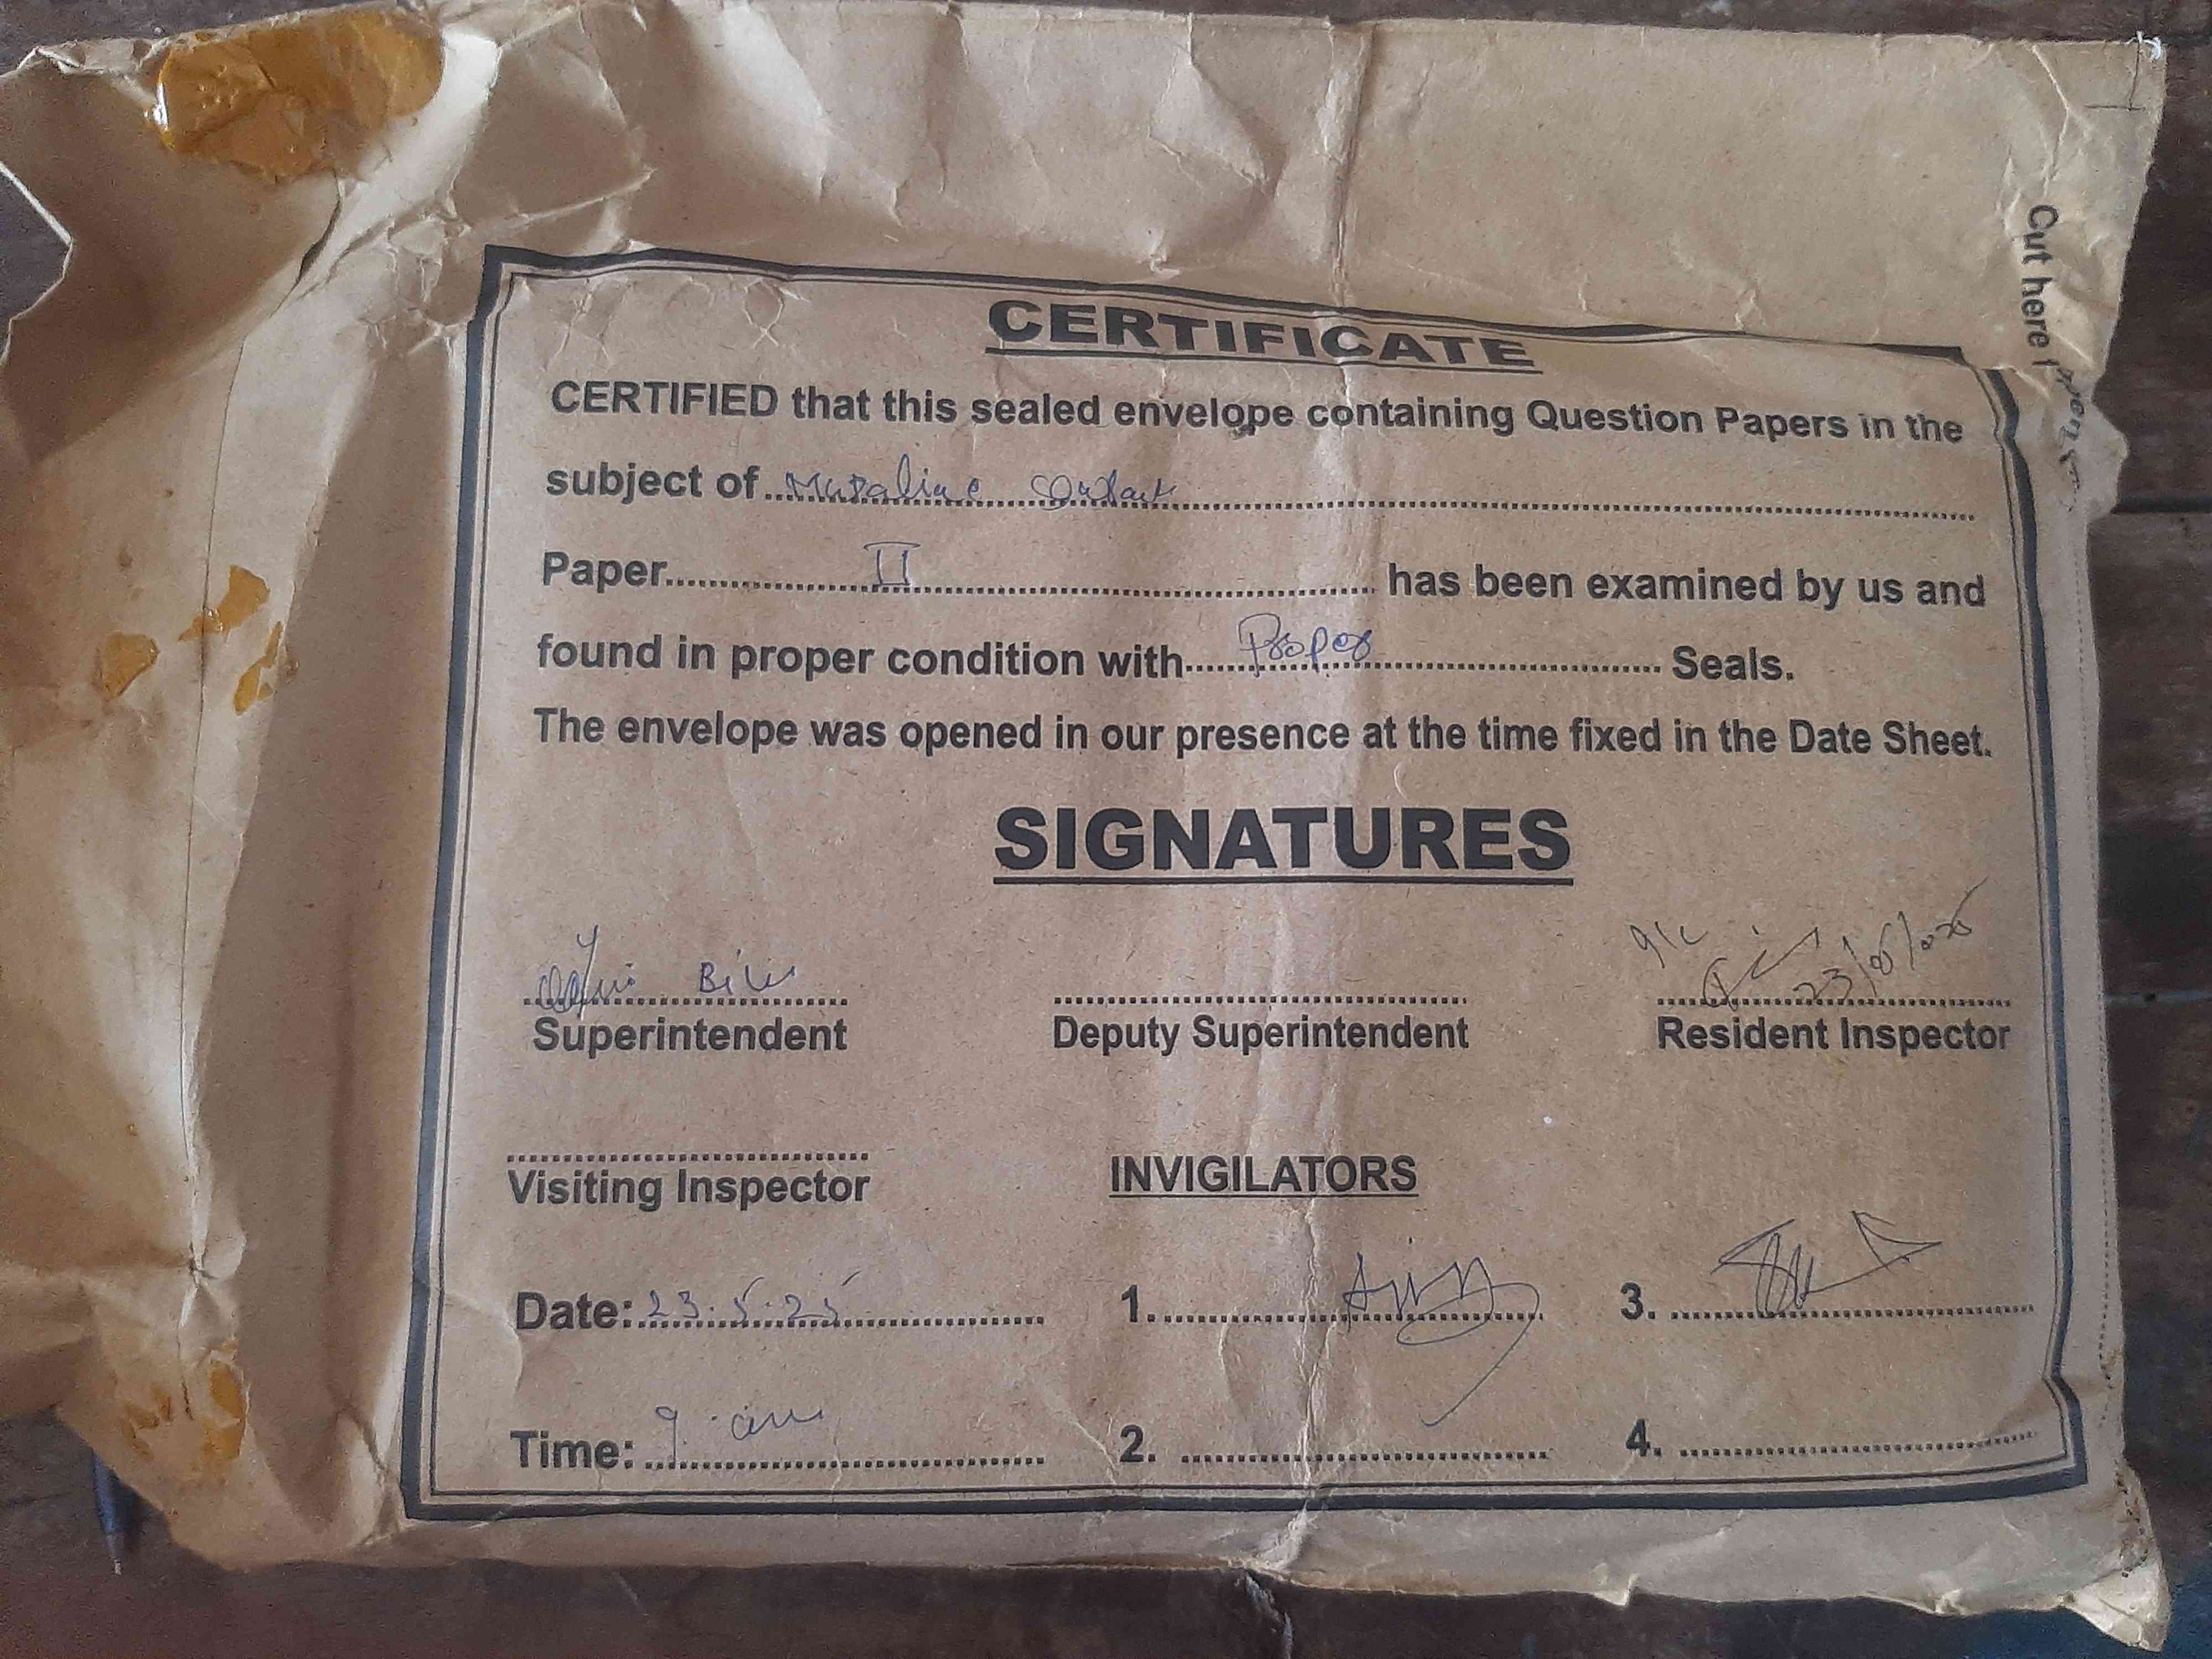 Cut here f
CERTIFICATE
CERTIFIED that this sealed envelope containing Question Papers in the
subject of
Paper II has been examined by us and
found in proper condition with Proper Seals.
The envelope was opened in our presence at the time fixed in the Date Sheet.
SIGNATURES
Superintendent Deputy Superintendent Resident Inspector
Visiting Inspector INVIGILATORS
Date: 23.5.25 1. 3.
Time: 9 am 2. 4.